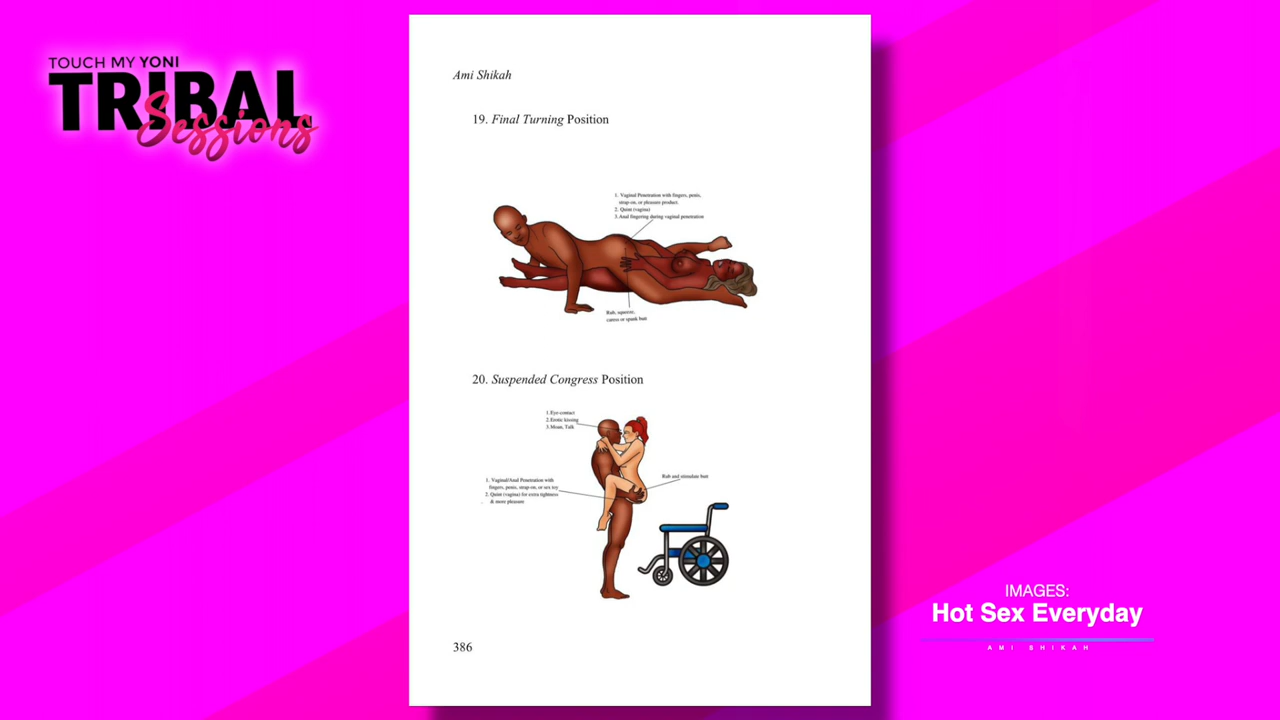 TOUCH MY YONI
TRIBAL
Sessions
Ami Shikah
19. Final Turning Position
1. Vaginal Penetration with fingers, penis,
strap-on, or pleasure product.
2. Quint (vagina)
3. Anal fingering during vaginal penetration
Rub, squeeze,
caress or spank butt
20. Suspended Congress Position
1. Eye contact
2. Erotic kissing
3. Moan, Talk
Rub and stimulate butt
1. Vaginal/Anal Penetration with
fingers, penis, strap-on, or sex toy
2. Quint (vagina) for extra tightness
& more pleasure
386
IMAGES:
Hot Sex Everyday
AMI SHIKAH